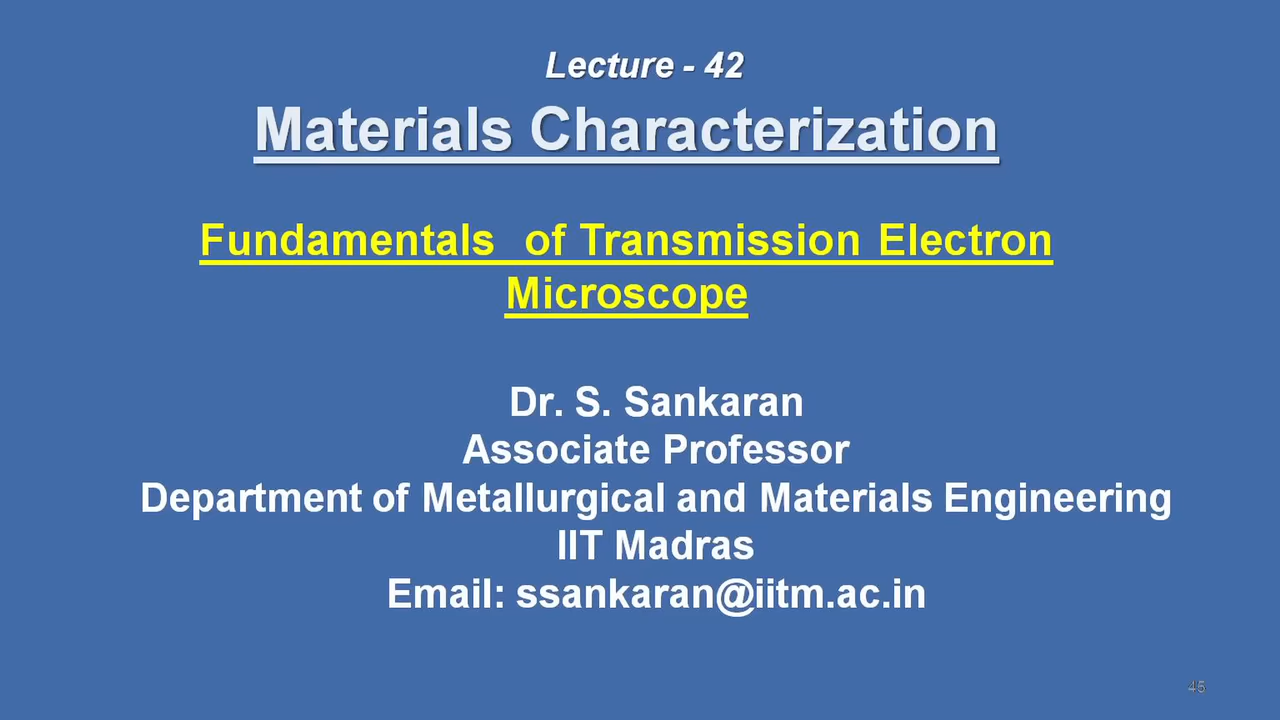 Lecture - 42
Materials Characterization
Fundamentals of Transmission Electron
Microscope
Dr. S. Sankaran
Associate Professor
Department of Metallurgical and Materials Engineering
IIT Madras
Email: ssankaran@iitm.ac.in
45